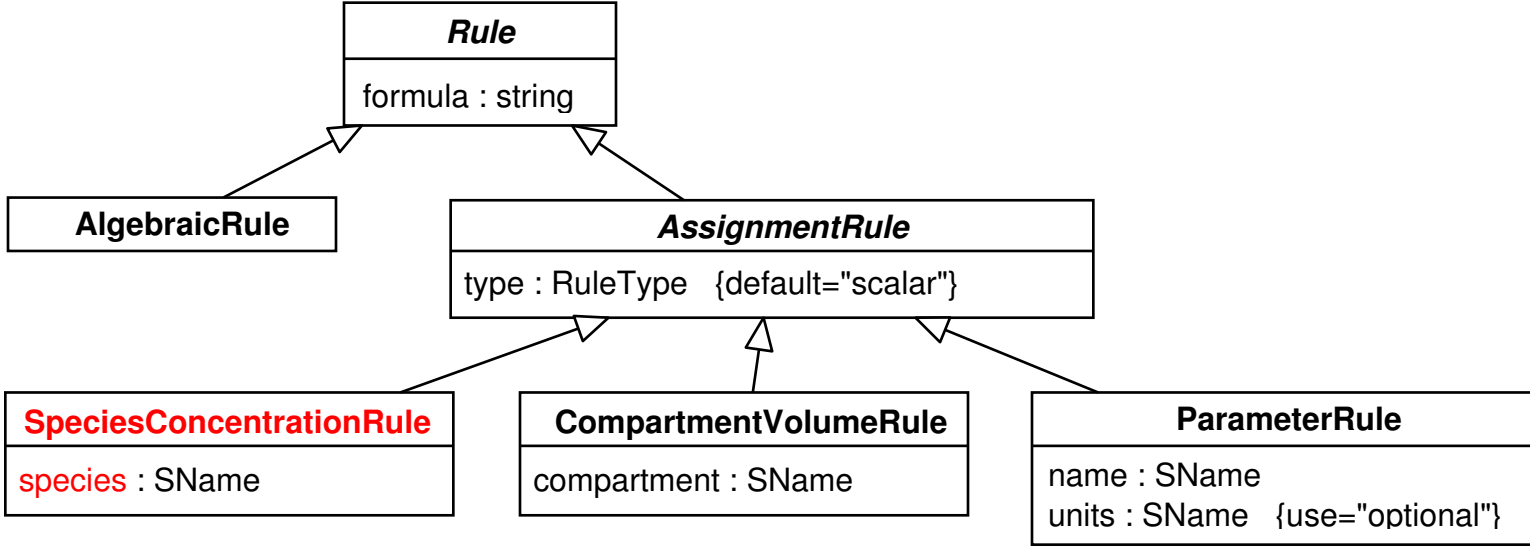 Rule
formula : string
AlgebraicRule
AssignmentRule
type : RuleType {default="scalar"}
SpeciesConcentrationRule
species : SName
CompartmentVolumeRule
compartment : SName
ParameterRule
name : SName
units : SName {use="optional"}